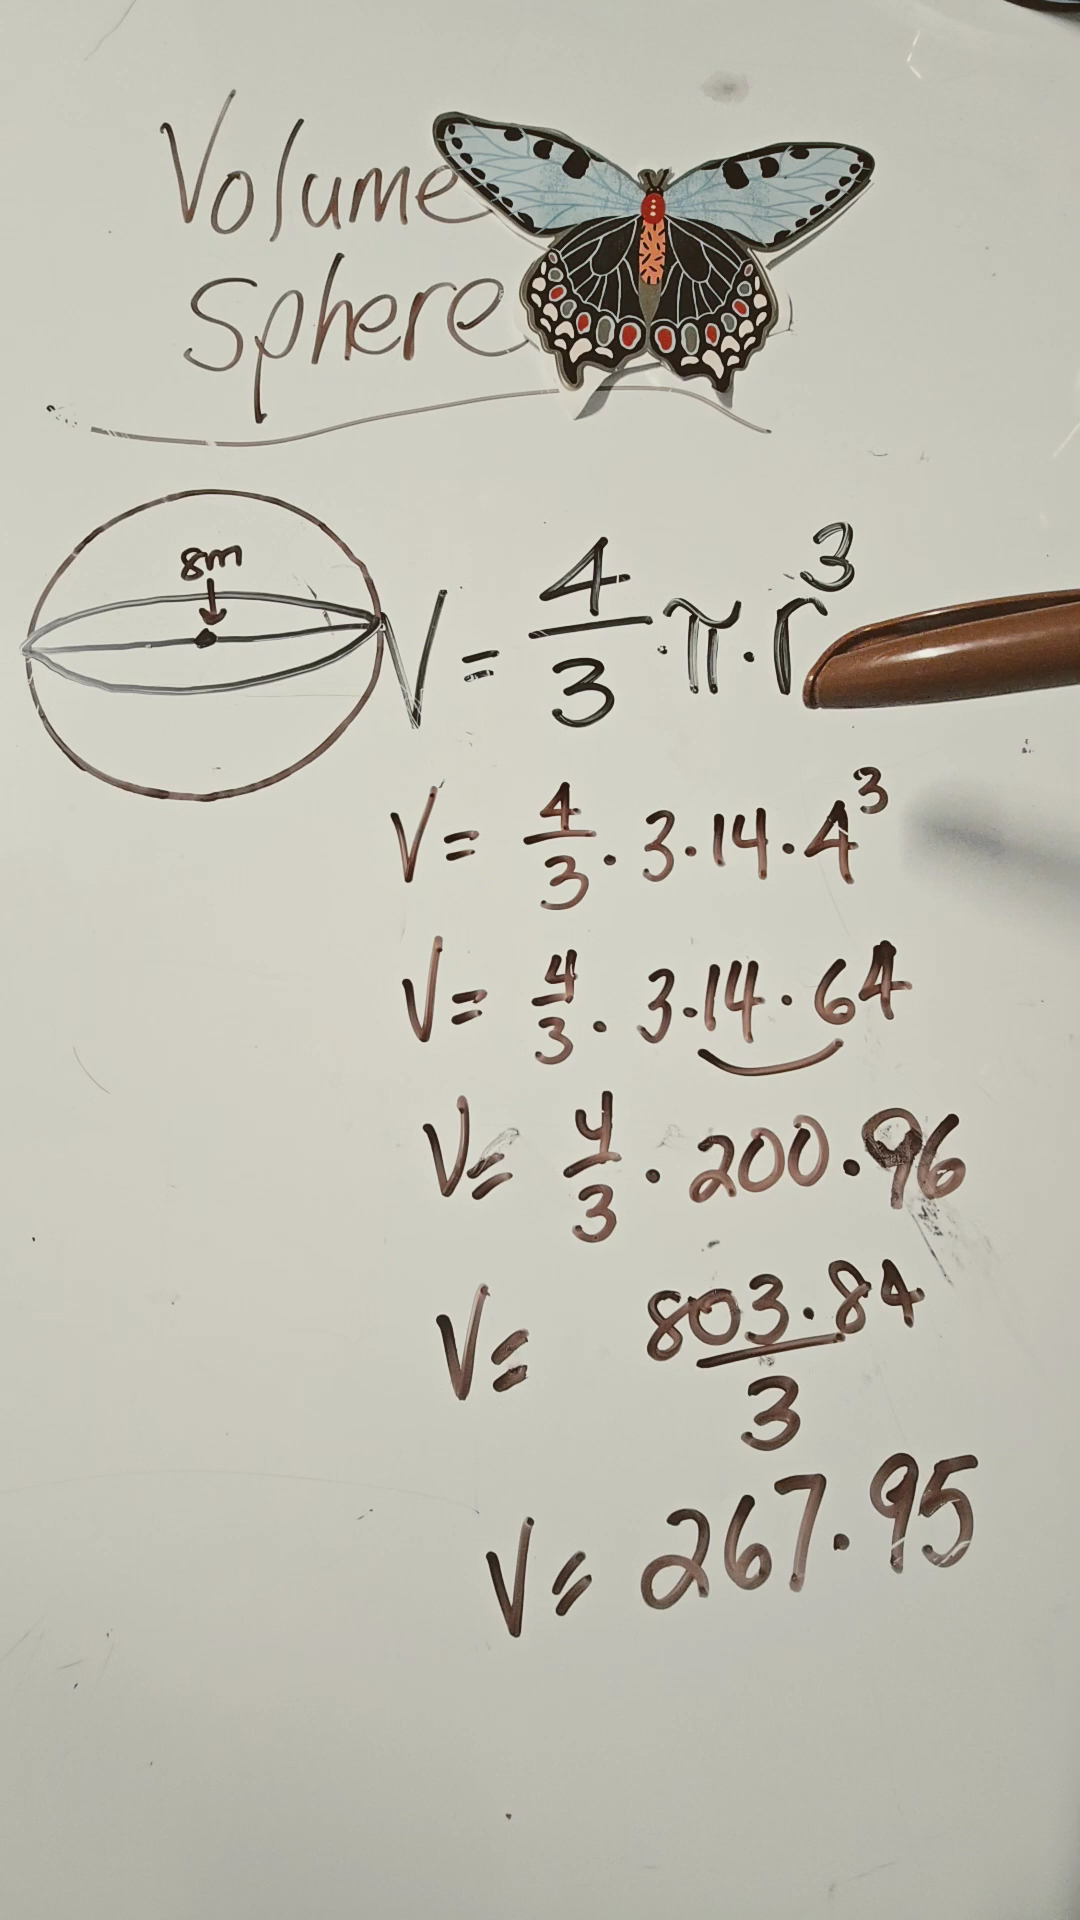 Volume
Sphere
8m
V = 4/3 · π · r³
V = 4/3 · 3.14 · 4³
V = 4/3 · 3.14 · 64
V = 4/3 · 200.96
V = 803.84/3
V = 267.95